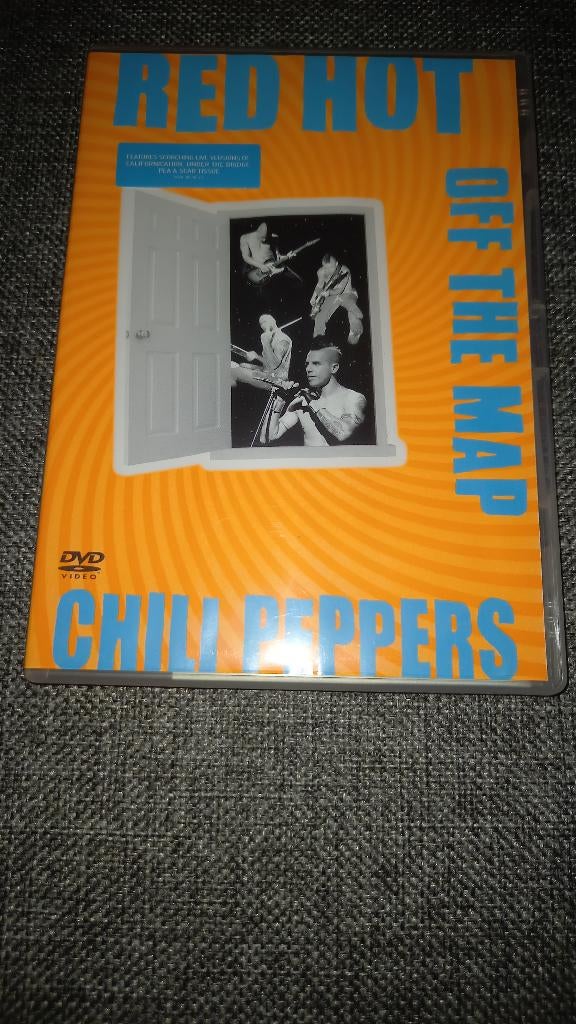 RED HOT
FEATURES SCORCHING LIVE VERSIONS OF
CALIFORNICATION, UNDER THE BRIDGE
PEA & SCAR TISSUE
OFF THE MAP
DVD
VIDEO
CHILI PEPPERS